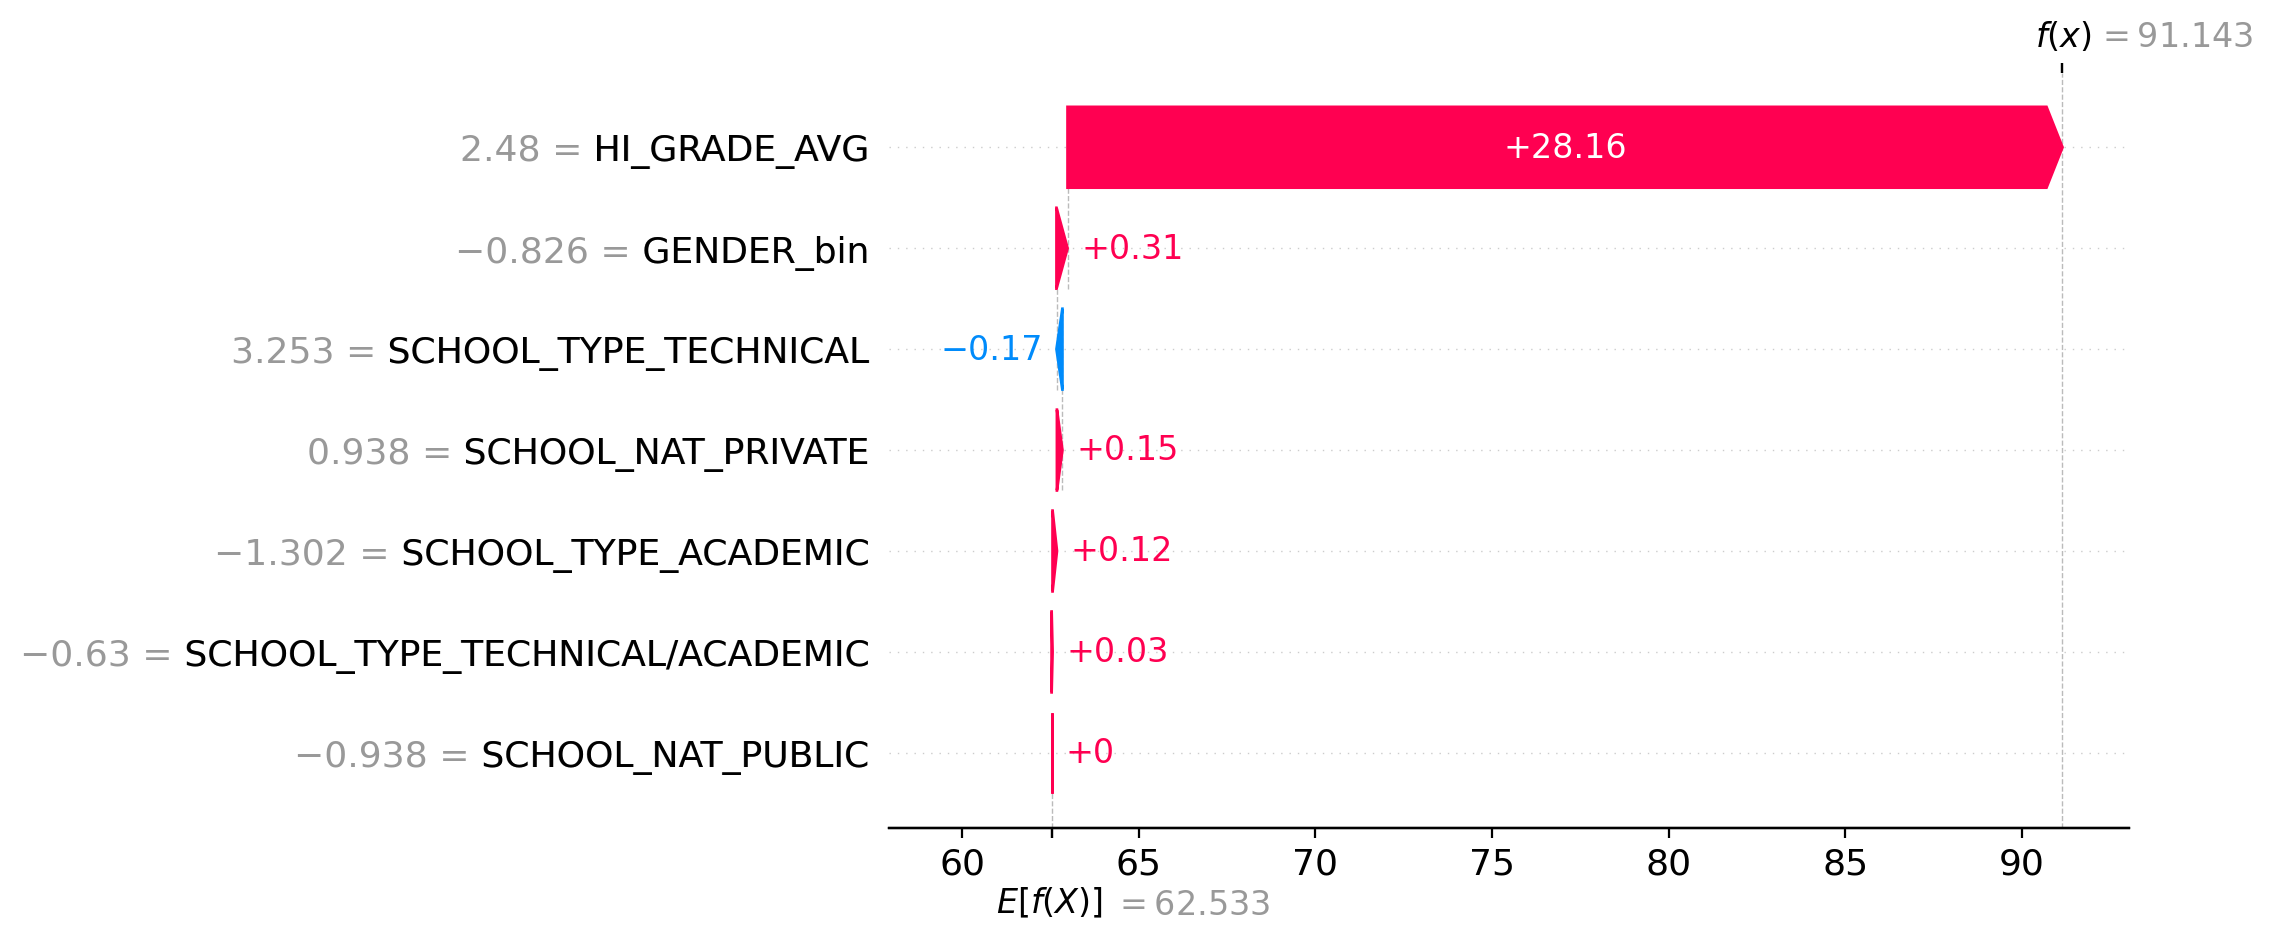 f(x) = 91.143
2.48 = HI_GRADE_AVG
+28.16
−0.826 = GENDER_bin
+0.31
3.253 = SCHOOL_TYPE_TECHNICAL
−0.17
0.938 = SCHOOL_NAT_PRIVATE
+0.15
−1.302 = SCHOOL_TYPE_ACADEMIC
+0.12
−0.63 = SCHOOL_TYPE_TECHNICAL/ACADEMIC
+0.03
−0.938 = SCHOOL_NAT_PUBLIC
+0
60 65 70 75 80 85 90
E[f(X)] = 62.533